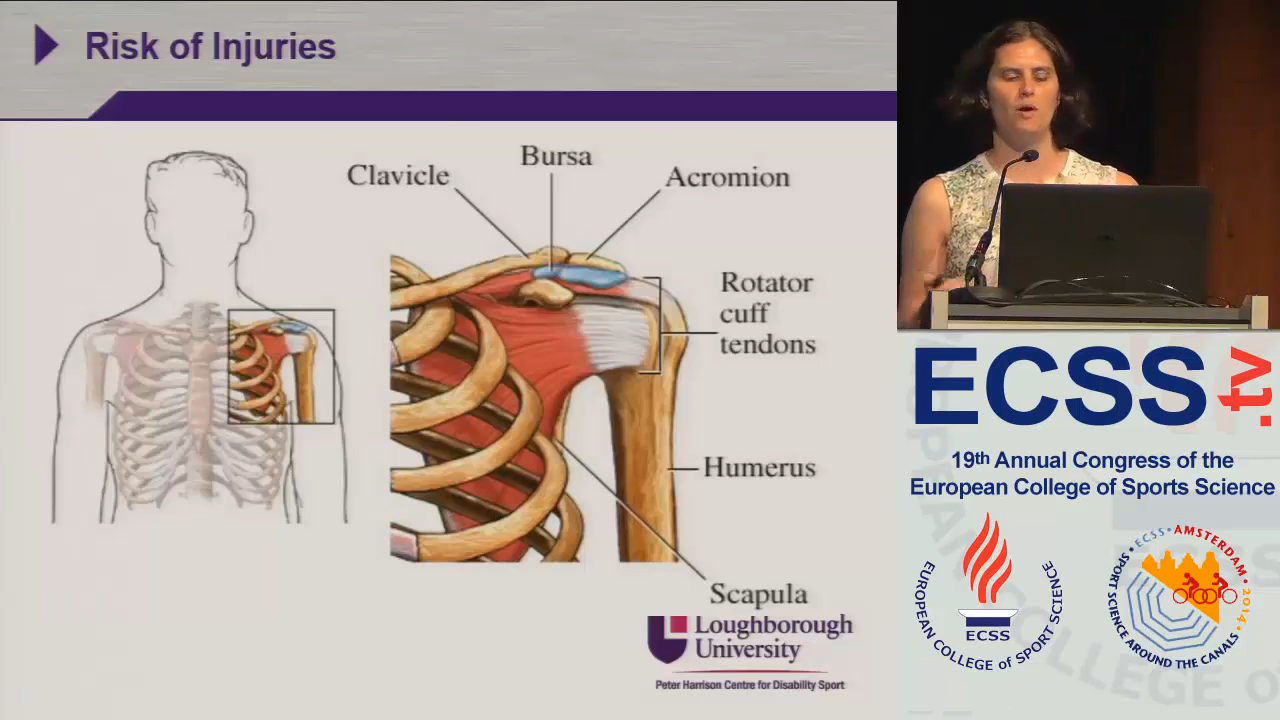 Risk of Injuries
Clavicle
Bursa
Acromion
Rotator
cuff
tendons
Humerus
Scapula
Loughborough
University
Peter Harrison Centre for Disability Sport
ECSS
.tv
19th Annual Congress of the
European College of Sports Science
EUROPEAN COLLEGE of SPORT SCIENCE
ECSS
ECSS • AMSTERDAM • 2014 •
SPORT SCIENCE AROUND THE CANALS